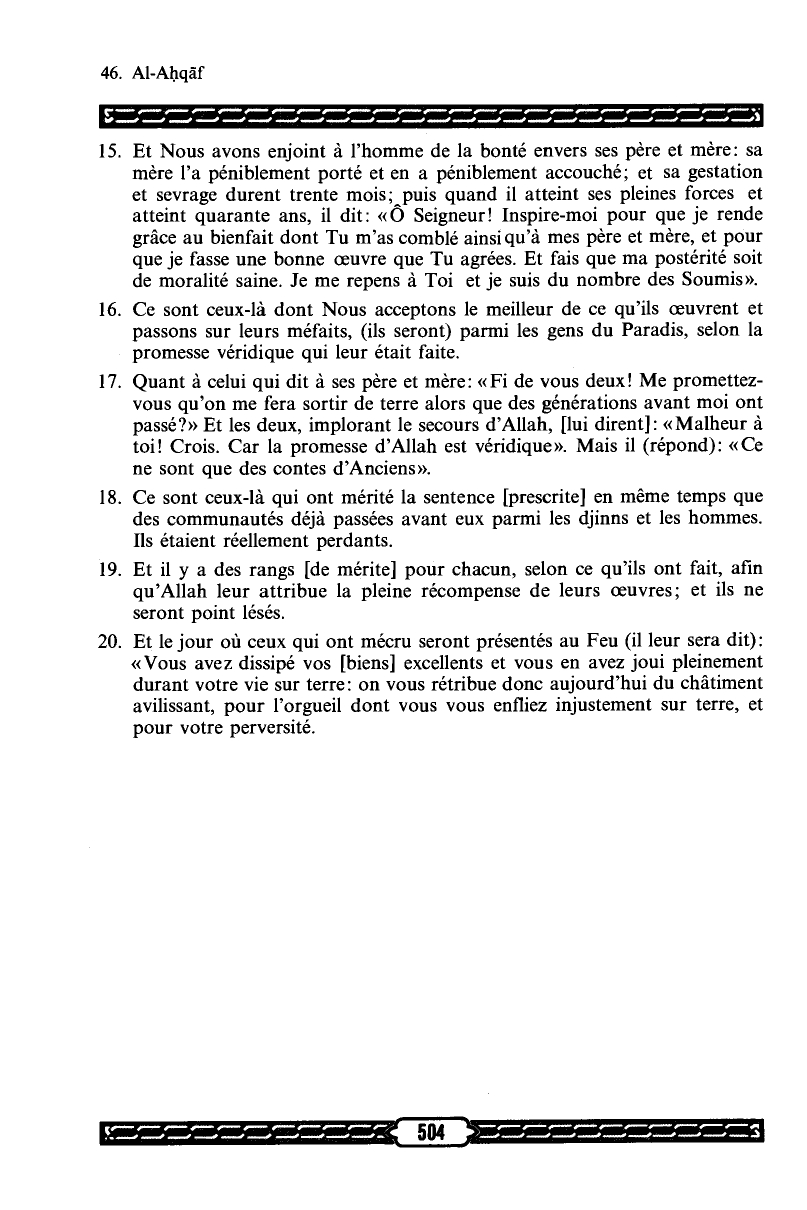 46. Al-Aḥqāf
15. Et Nous avons enjoint à l'homme de la bonté envers ses père et mère: sa
mère l'a péniblement porté et en a péniblement accouché; et sa gestation
et sevrage durent trente mois; puis quand il atteint ses pleines forces et
atteint quarante ans, il dit: «Ô Seigneur! Inspire-moi pour que je rende
grâce au bienfait dont Tu m'as comblé ainsi qu'à mes père et mère, et pour
que je fasse une bonne œuvre que Tu agrées. Et fais que ma postérité soit
de moralité saine. Je me repens à Toi et je suis du nombre des Soumis».
16. Ce sont ceux-là dont Nous acceptons le meilleur de ce qu'ils œuvrent et
passons sur leurs méfaits, (ils seront) parmi les gens du Paradis, selon la
promesse véridique qui leur était faite.
17. Quant à celui qui dit à ses père et mère: «Fi de vous deux! Me promettez-
vous qu'on me fera sortir de terre alors que des générations avant moi ont
passé?» Et les deux, implorant le secours d'Allah, [lui dirent]: «Malheur à
toi! Crois. Car la promesse d'Allah est véridique». Mais il (répond): «Ce
ne sont que des contes d'Anciens».
18. Ce sont ceux-là qui ont mérité la sentence [prescrite] en même temps que
des communautés déjà passées avant eux parmi les djinns et les hommes.
Ils étaient réellement perdants.
19. Et il y a des rangs [de mérite] pour chacun, selon ce qu'ils ont fait, afin
qu'Allah leur attribue la pleine récompense de leurs œuvres; et ils ne
seront point lésés.
20. Et le jour où ceux qui ont mécru seront présentés au Feu (il leur sera dit):
«Vous avez dissipé vos [biens] excellents et vous en avez joui pleinement
durant votre vie sur terre: on vous rétribue donc aujourd'hui du châtiment
avilissant, pour l'orgueil dont vous vous enfliez injustement sur terre, et
pour votre perversité.
504